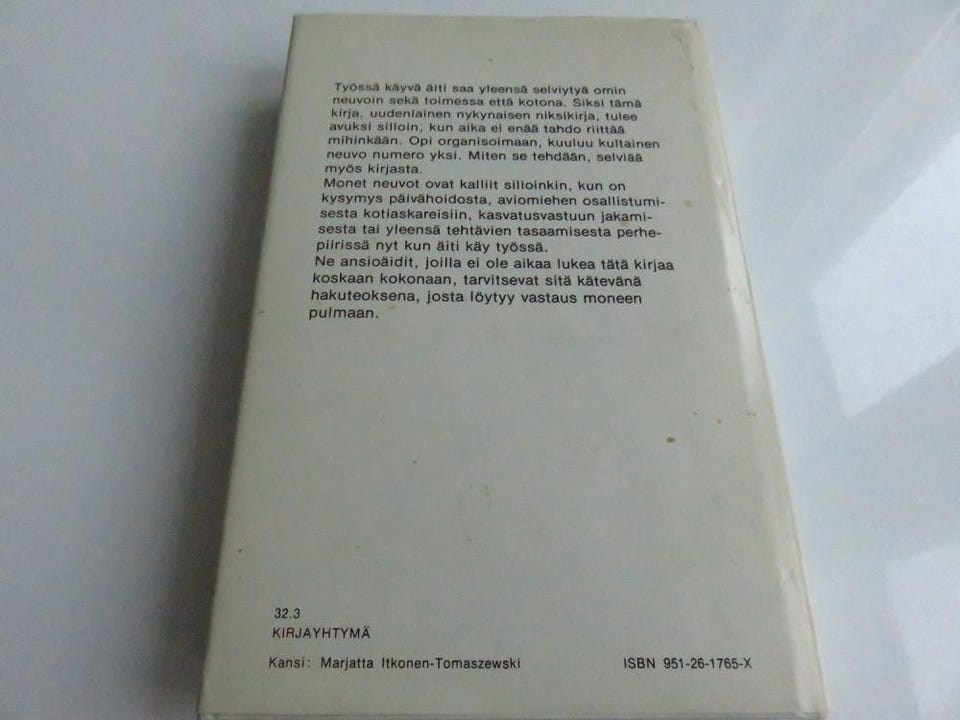 Työssä käyvä äiti saa yleensä selviytyä omin
neuvoin sekä toimessa että kotona. Siksi tämä
kirja, uudenlainen nykynaisen niksikirja, tulee
avuksi silloin, kun aika ei enää tahdo riittää
mihinkään. Opi organisoimaan, kuuluu kultainen
neuvo numero yksi. Miten se tehdään, selviää
myös kirjasta.
Monet neuvot ovat kalliit silloinkin, kun on
kysymys päivähoidosta, aviomiehen osallistumi-
sesta kotiaskareisiin, kasvatusvastuun jakami-
sesta tai yleensä tehtävien tasaamisesta perhe-
piirissä nyt kun äiti käy työssä.
Ne ansioäidit, joilla ei ole aikaa lukea tätä kirjaa
koskaan kokonaan, tarvitsevat sitä kätevänä
hakuteoksena, josta löytyy vastaus moneen
pulmaan.
32.3
KIRJAYHTYMÄ
Kansi: Marjatta Itkonen-Tomaszewski ISBN 951-26-1765-X